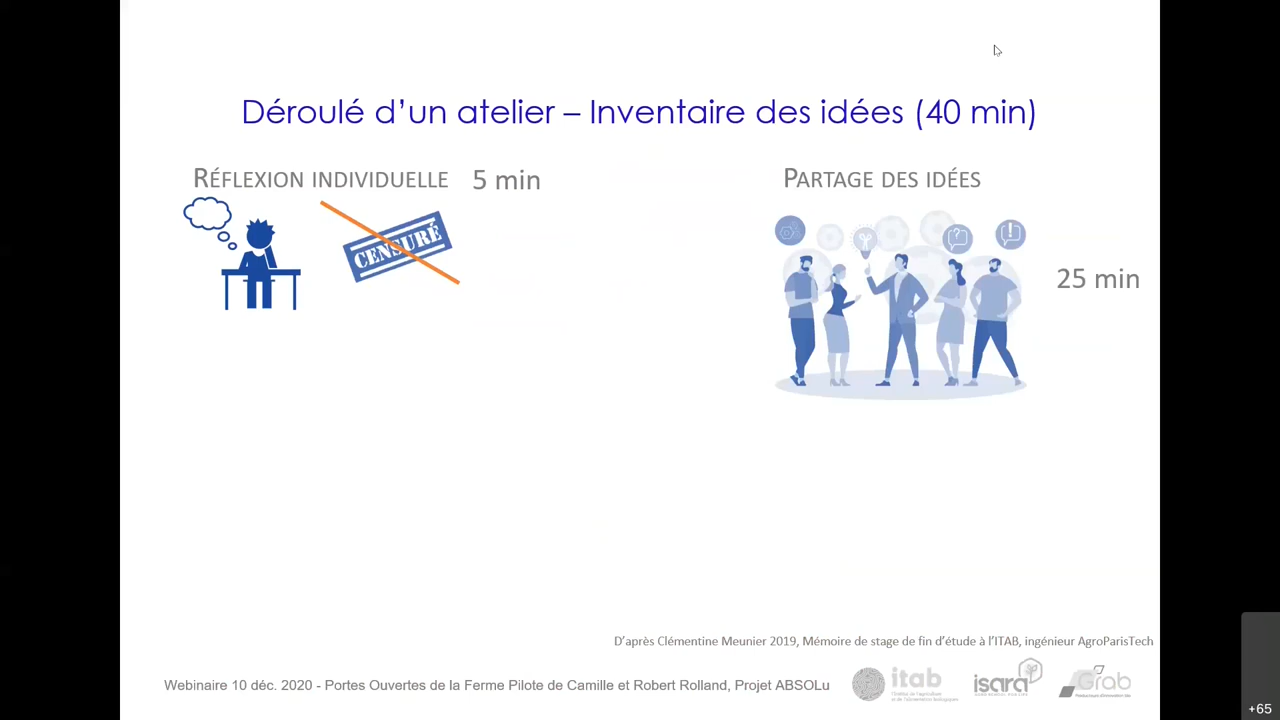 Déroulé d’un atelier – Inventaire des idées (40 min)
RÉFLEXION INDIVIDUELLE 5 min
PARTAGE DES IDÉES
CENSURÉ
25 min
D’après Clémentine Meunier 2019, Mémoire de stage de fin d’étude à l’ITAB, ingénieur AgroParisTech
Webinaire 10 déc. 2020 - Portes Ouvertes de la Ferme Pilote de Camille et Robert Rolland, Projet ABSOLu
itab
isara
Grab
+65